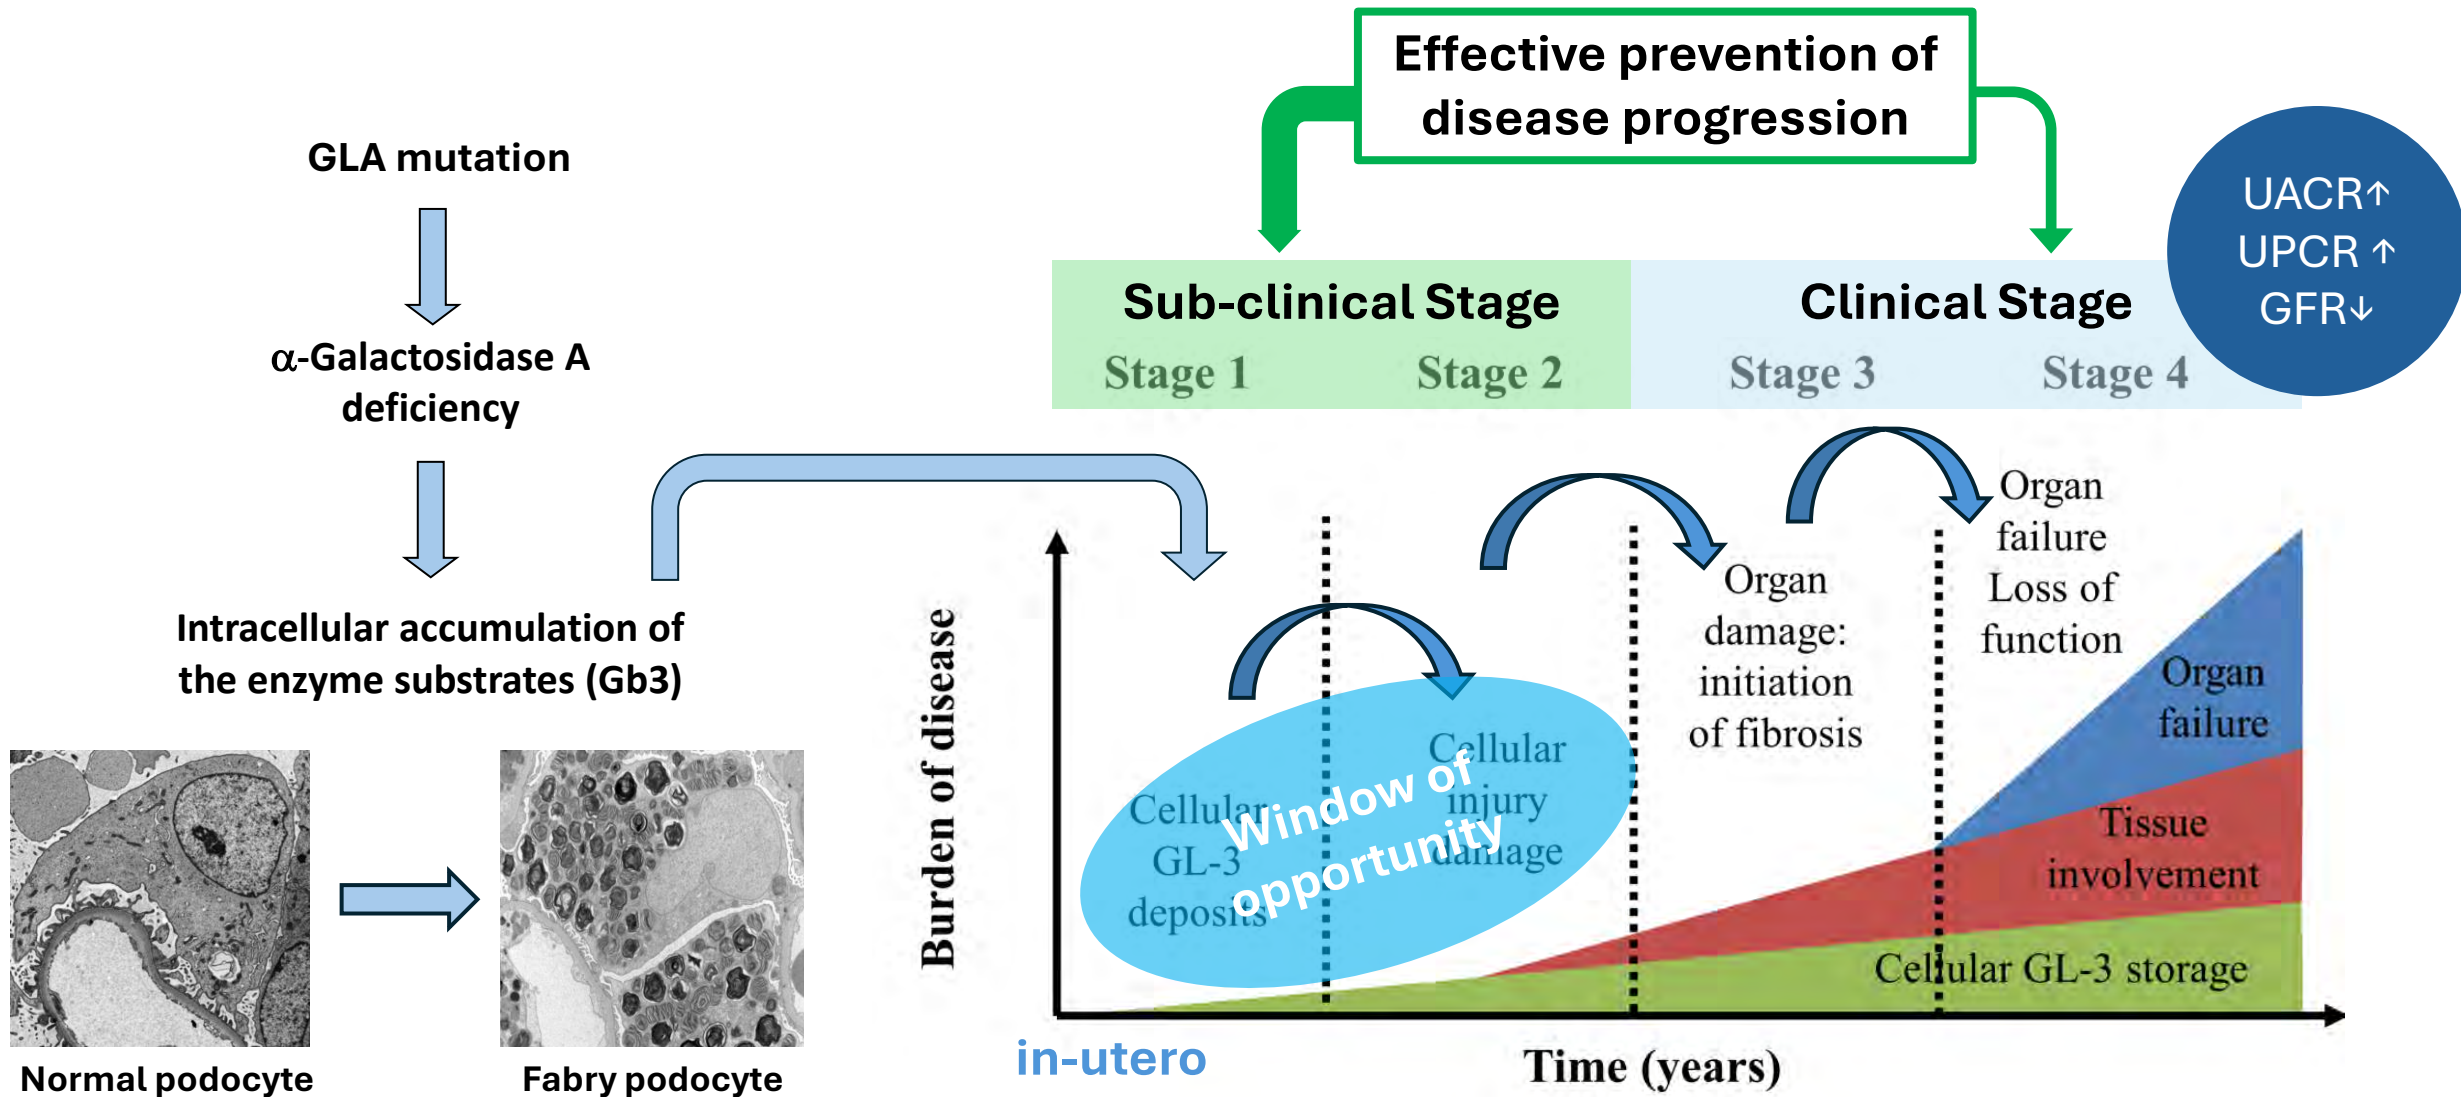 Effective prevention of
disease progression
GLA mutation
α-Galactosidase A
deficiency
Intracellular accumulation of
the enzyme substrates (Gb3)
Normal podocyte
Fabry podocyte
UACR↑
UPCR ↑
GFR↓
Sub-clinical Stage
Clinical Stage
Stage 1
Stage 2
Stage 3
Stage 4
Burden of disease
Cellular
GL-3
deposits
Cellular
injury
damage
Window of
opportunity
Organ
damage:
initiation
of fibrosis
Organ
failure
Loss of
function
Organ
failure
Tissue
involvement
Cellular GL-3 storage
in-utero
Time (years)